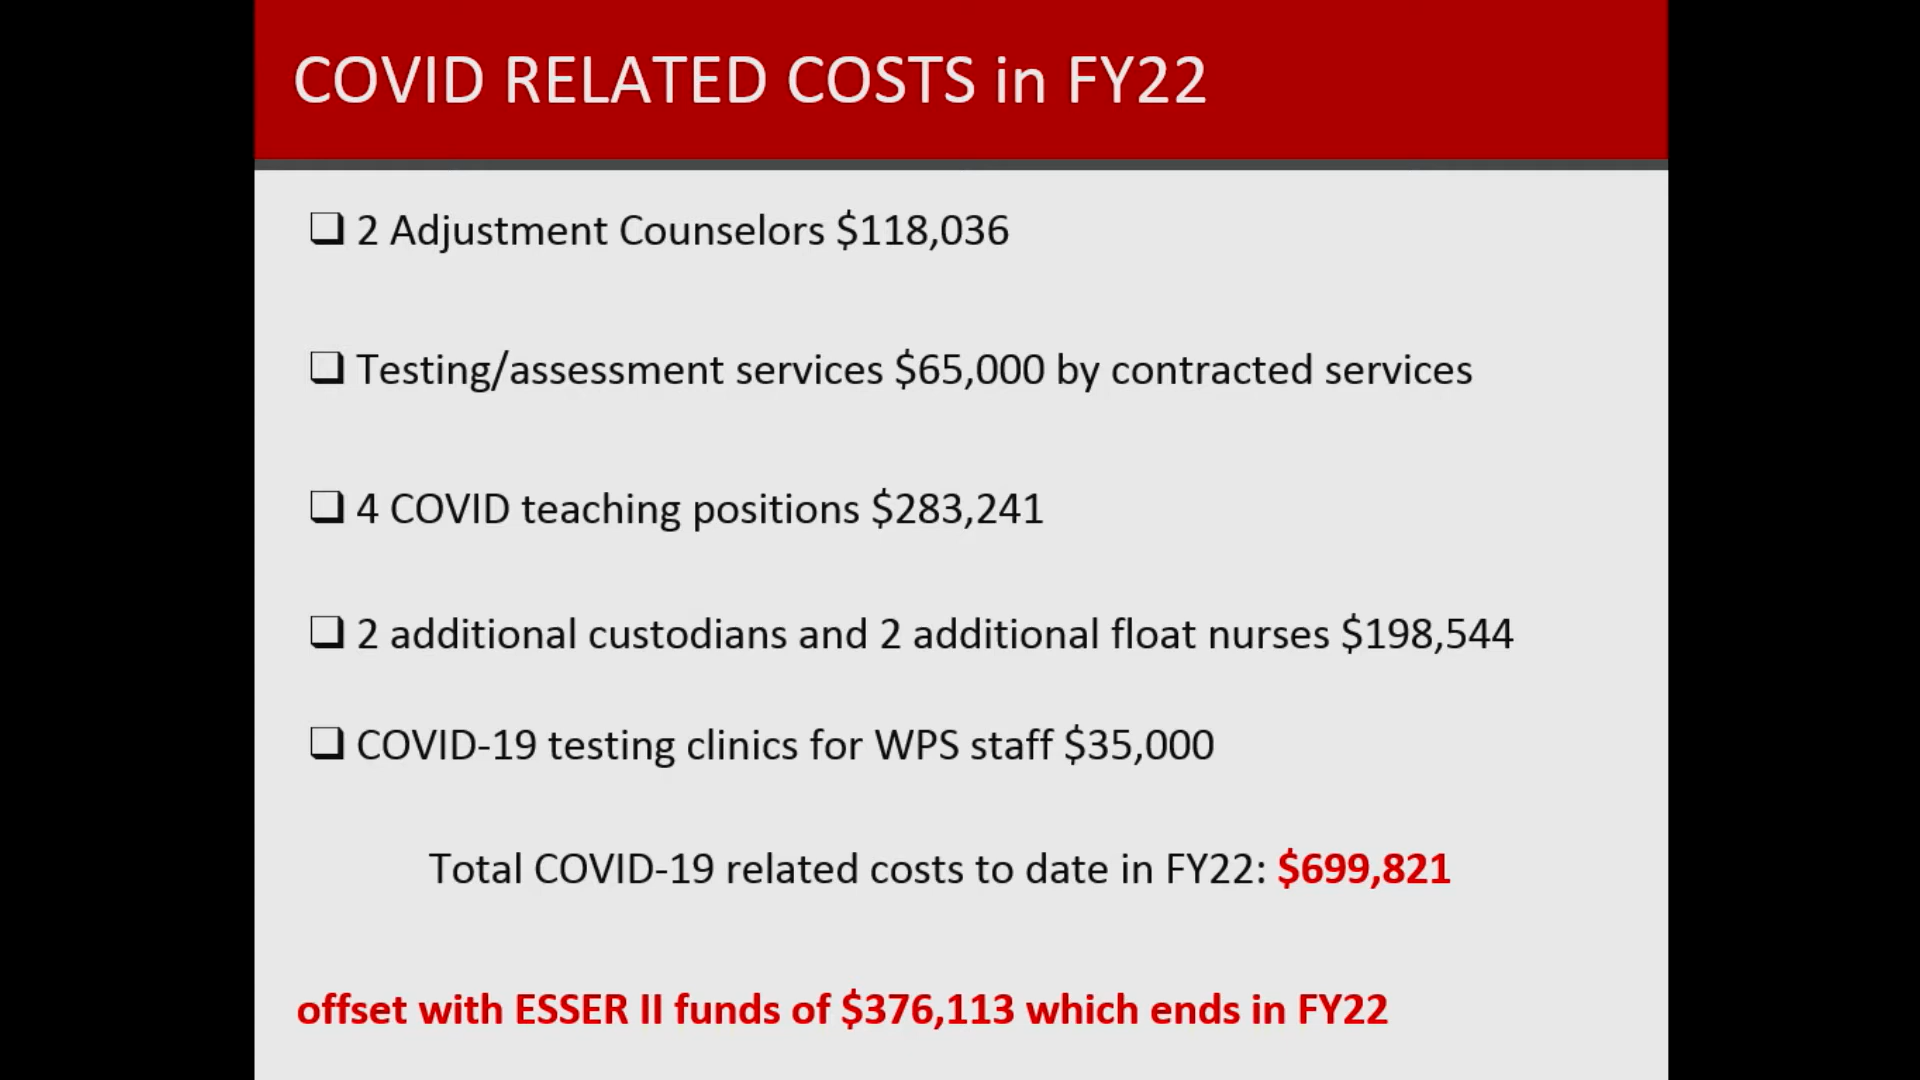 COVID RELATED COSTS in FY22
❑ 2 Adjustment Counselors $118,036
❑ Testing/assessment services $65,000 by contracted services
❑ 4 COVID teaching positions $283,241
❑ 2 additional custodians and 2 additional float nurses $198,544
❑ COVID-19 testing clinics for WPS staff $35,000
Total COVID-19 related costs to date in FY22: $699,821
offset with ESSER II funds of $376,113 which ends in FY22